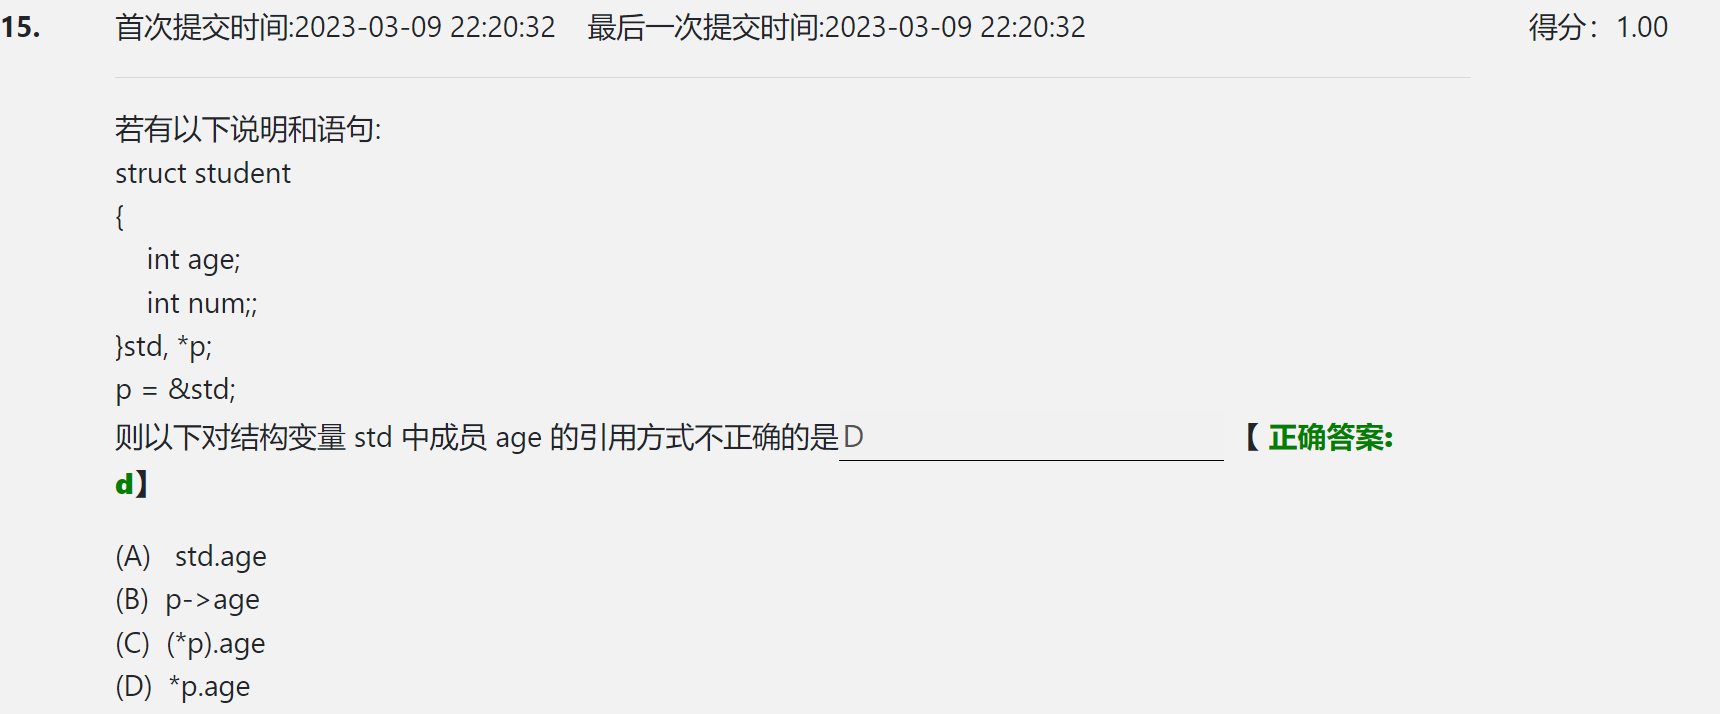 15. 首次提交时间:2023-03-09 22:20:32 最后一次提交时间:2023-03-09 22:20:32 得分：1.00
若有以下说明和语句:
struct student
{
int age;
int num;;
}std, *p;
p = &std;
则以下对结构变量 std 中成员 age 的引用方式不正确的是D 【 正确答案:
d】
(A) std.age
(B) p->age
(C) (*p).age
(D) *p.age